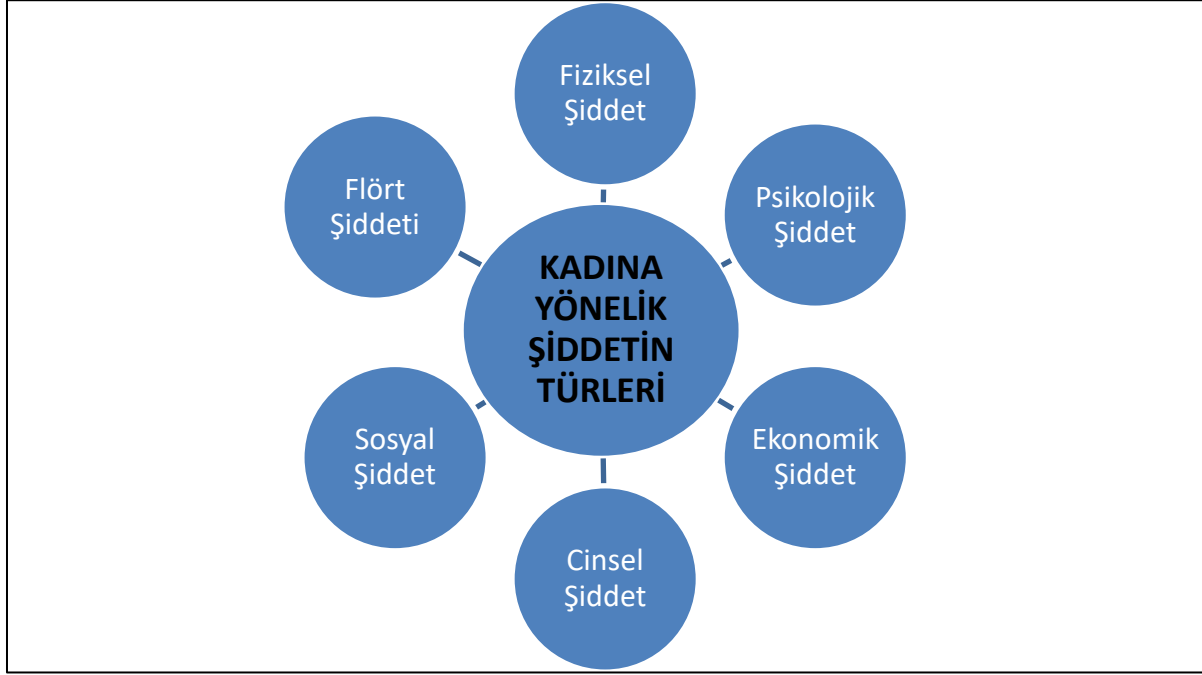 Fiziksel
Şiddet
Psikolojik
Şiddet
Ekonomik
Şiddet
Cinsel
Şiddet
Sosyal
Şiddet
Flört
Şiddeti
KADINA
YÖNELİK
ŞİDDETİN
TÜRLERİ